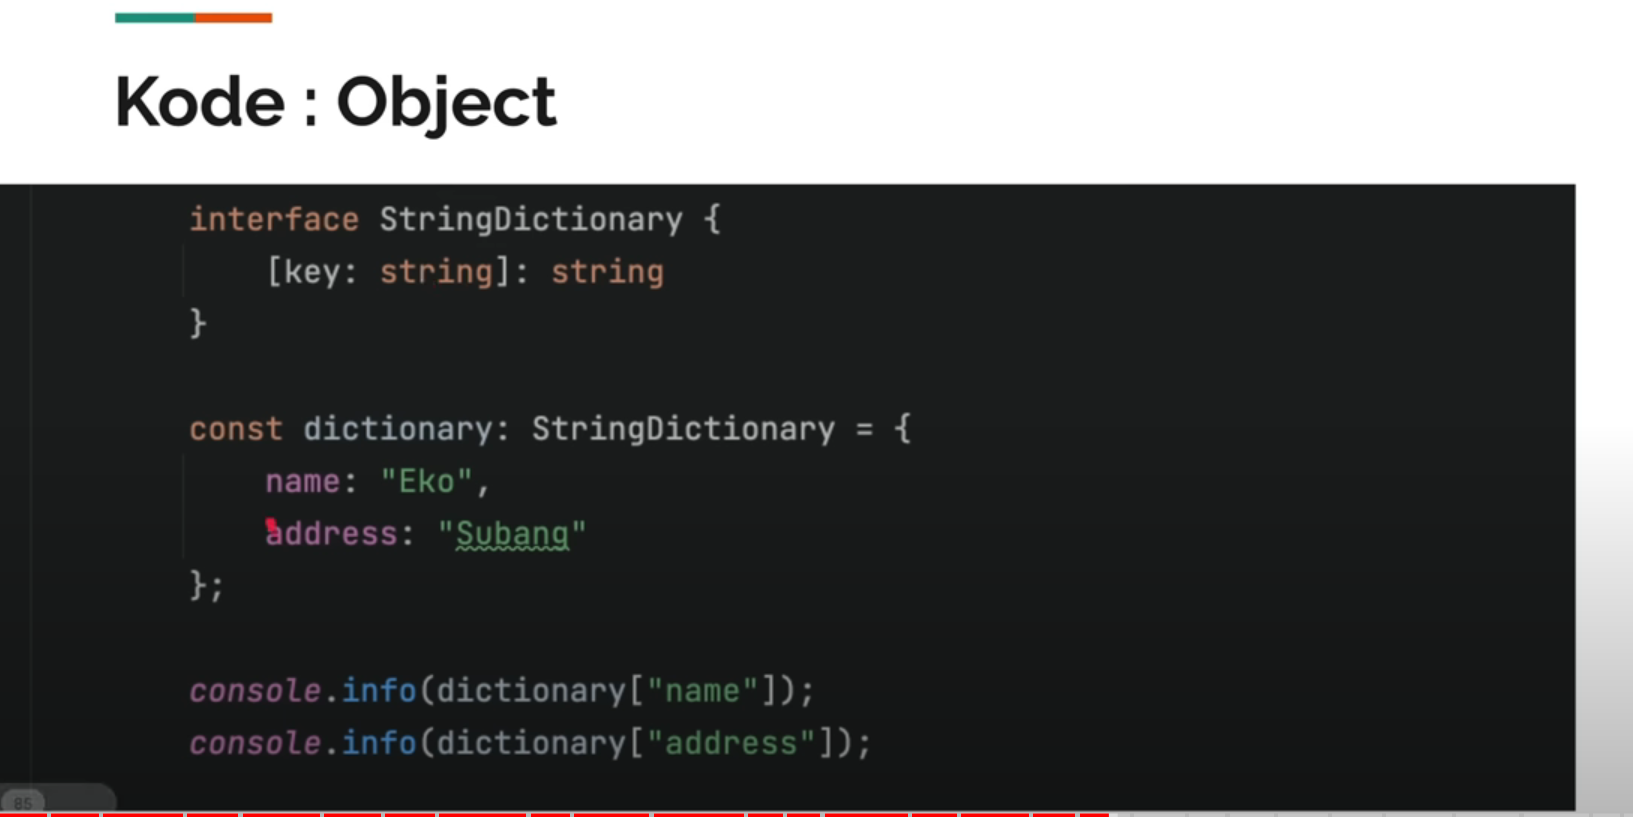 Kode : Object
interface StringDictionary {
[key: string]: string
}
const dictionary: StringDictionary = {
name: "Eko",
address: "Subang"
};
console.info(dictionary["name"]);
console.info(dictionary["address"]);
85